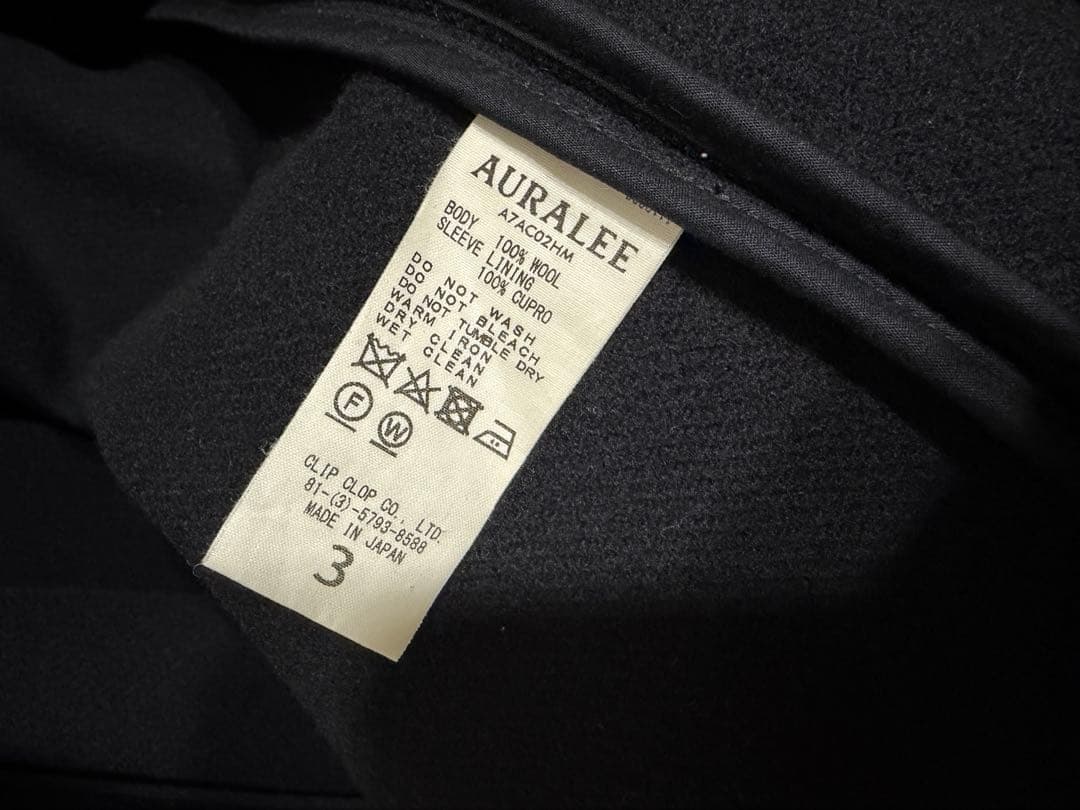 AURALEE
A7AC02HM
BODY 100% WOOL
SLEEVE LINING
100% CUPRO
DO NOT WASH
DO NOT BLEACH
DO NOT TUMBLE DRY
WARM IRON
DRY CLEAN
WET CLEAN
F W
CLIP CLOP CO., LTD.
81-(3)-5793-8588
MADE IN JAPAN
3